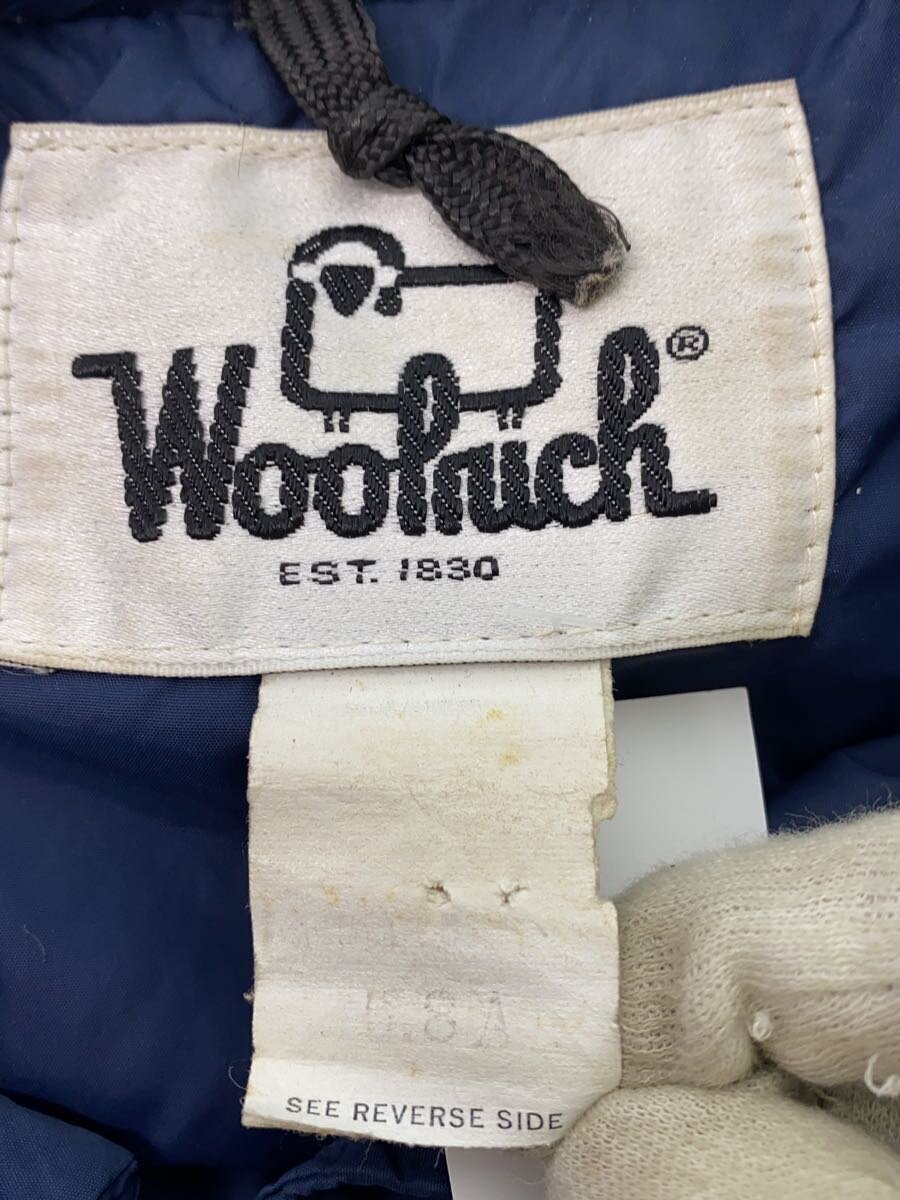 Woolrich®
EST. 1830
U.S.A
SEE REVERSE SIDE